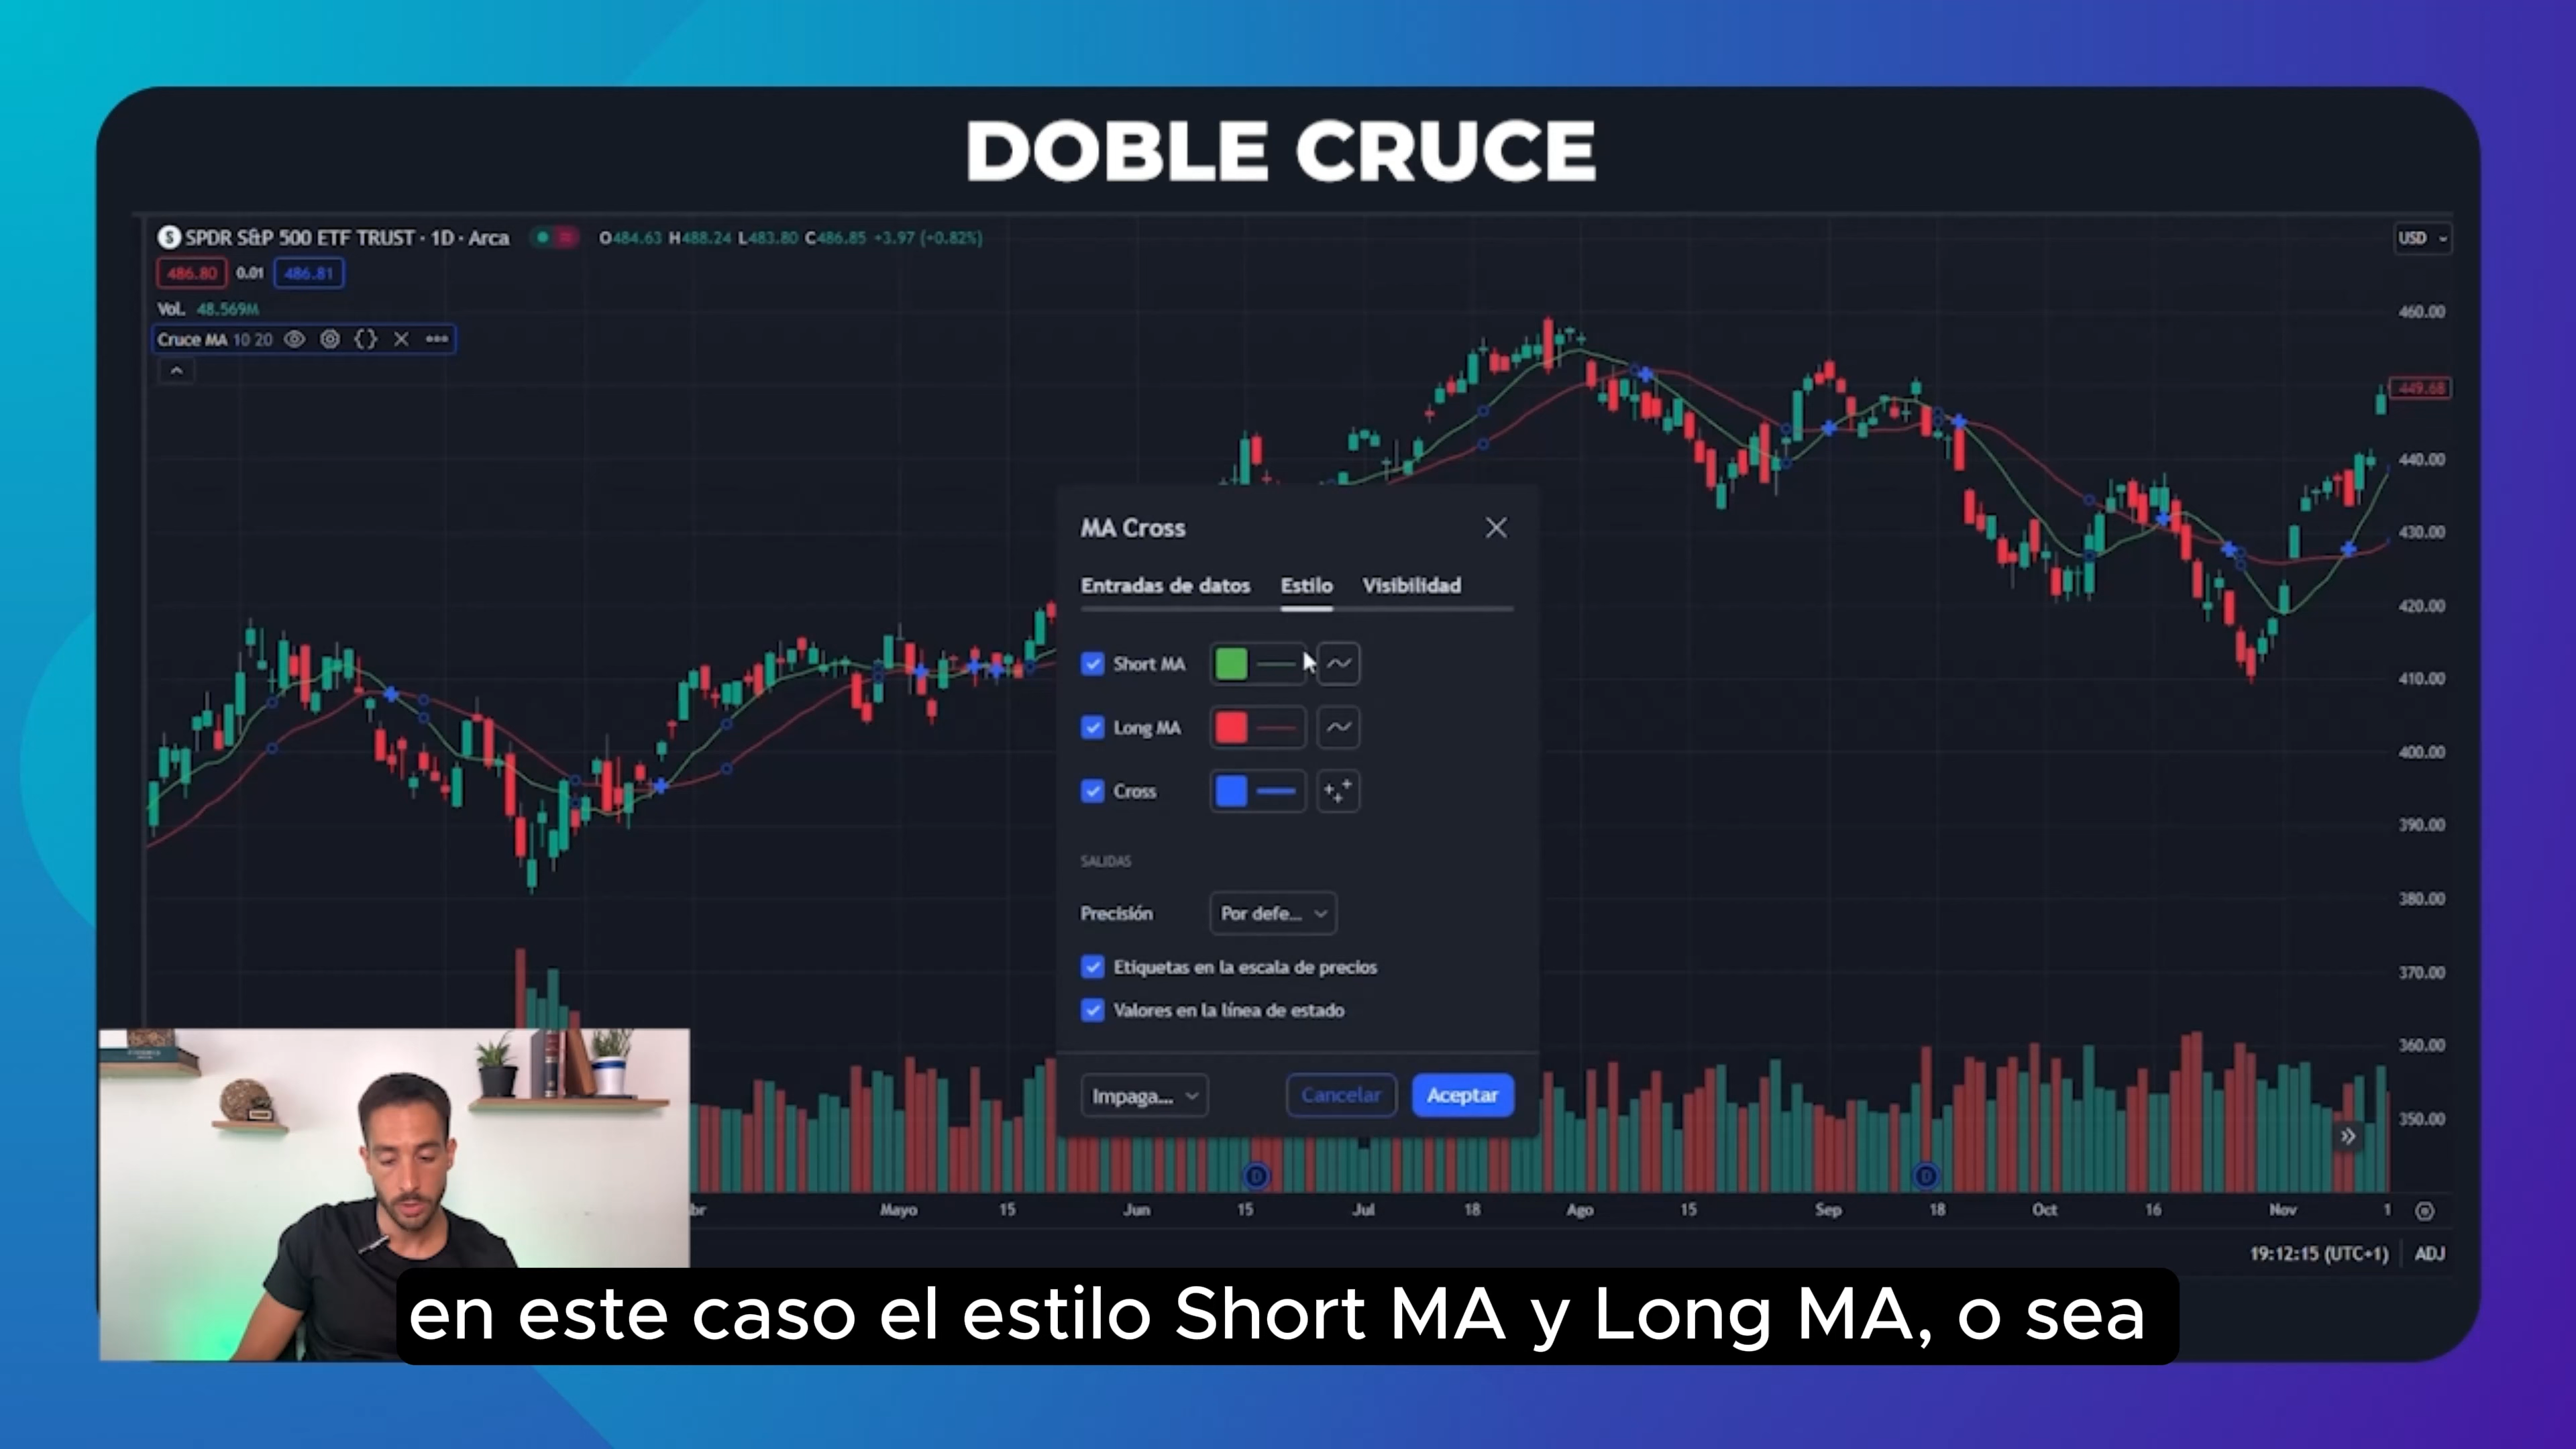 DOBLE CRUCE
SPDR S&P 500 ETF TRUST · 1D · Arca O484.63 H488.24 L483.80 C486.85 +3.97 (+0.82%)
USD
486.80 0.01 486.81
Vol. 48.569M
Cruce MA 10 20
460.00
449.68
440.00
430.00
420.00
410.00
400.00
390.00
380.00
370.00
360.00
350.00
MA Cross
Entradas de datos Estilo Visibilidad
Short MA
Long MA
Cross
SALIDAS
Precisión Por defe...
Etiquetas en la escala de precios
Valores en la línea de estado
Impaga... Cancelar Aceptar
D D
br Mayo 15 Jun 15 Jul 18 Ago 15 Sep 18 Oct 16 Nov 1
19:12:15 (UTC+1) ADJ
en este caso el estilo Short MA y Long MA, o sea